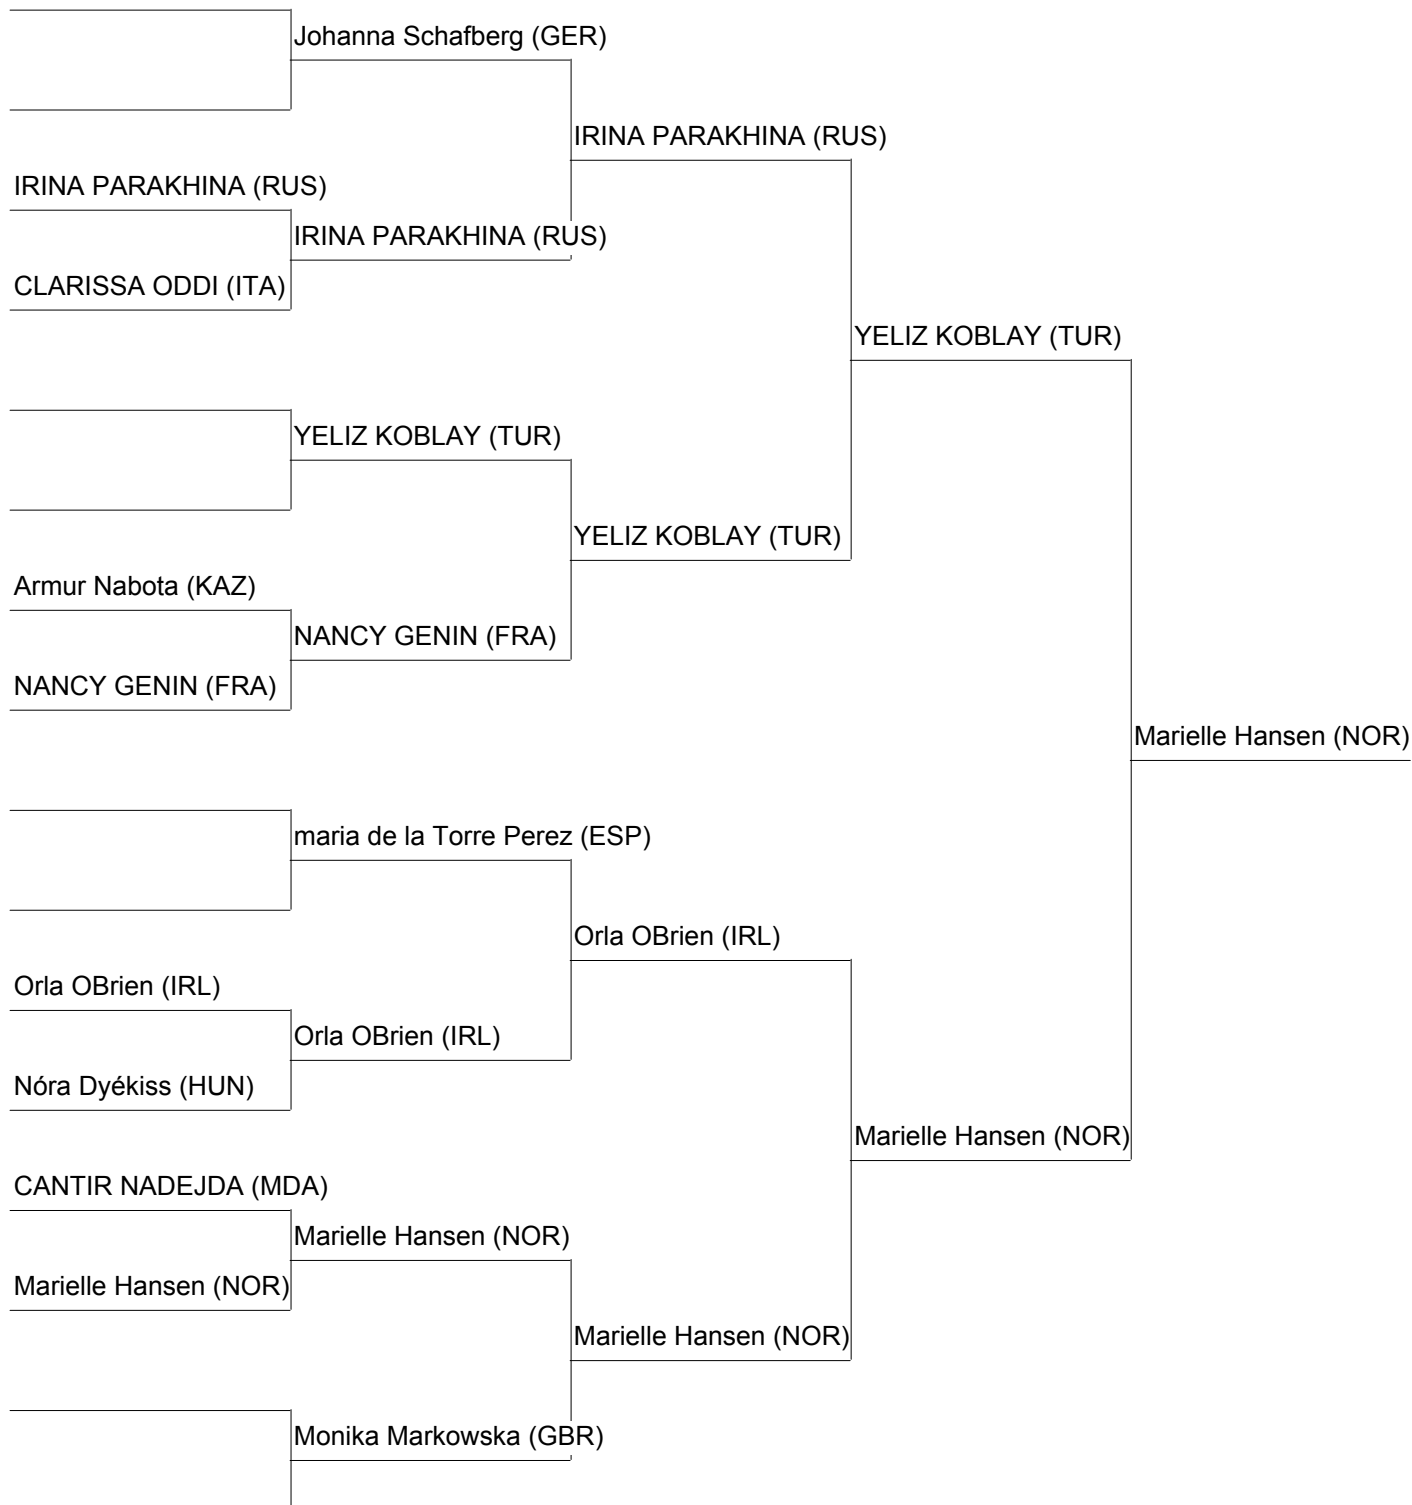 Johanna Schafberg (GER)
IRINA PARAKHINA (RUS)
IRINA PARAKHINA (RUS)
IRINA PARAKHINA (RUS)
CLARISSA ODDI (ITA)
YELIZ KOBLAY (TUR)
YELIZ KOBLAY (TUR)
YELIZ KOBLAY (TUR)
Armur Nabota (KAZ)
NANCY GENIN (FRA)
NANCY GENIN (FRA)
Marielle Hansen (NOR)
maria de la Torre Perez (ESP)
Orla OBrien (IRL)
Orla OBrien (IRL)
Orla OBrien (IRL)
Nóra Dyékiss (HUN)
Marielle Hansen (NOR)
CANTIR NADEJDA (MDA)
Marielle Hansen (NOR)
Marielle Hansen (NOR)
Marielle Hansen (NOR)
Monika Markowska (GBR)